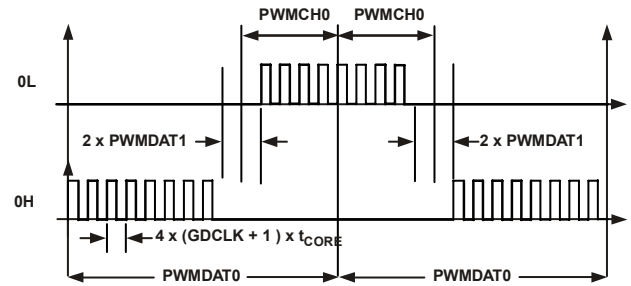 PWMCH0 PWMCH0
0L
2 x PWMDAT1 2 x PWMDAT1
0H
4 x (GDCLK + 1 ) x tCORE
PWMDAT0 PWMDAT0